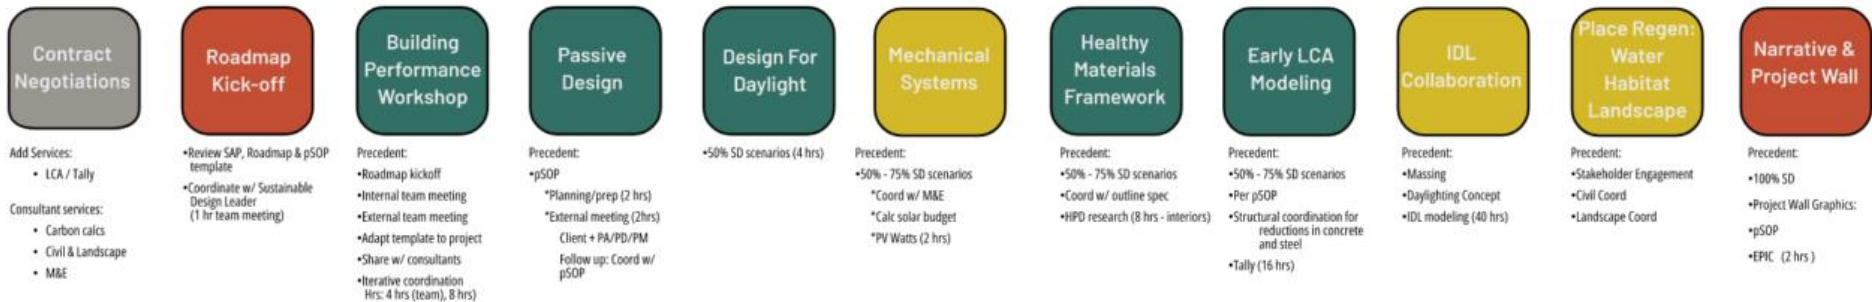 Contract
Negotiations
Add Services:
• LCA / Tally
Consultant services:
• Carbon calcs
• Civil & Landscape
• M&E
Roadmap
Kick-off
•Review SAP, Roadmap & pSOP
template
•Coordinate w/ Sustainable
Design Leader
(1 hr team meeting)
Building
Performance
Workshop
Precedent:
•Roadmap kickoff
•Internal team meeting
•External team meeting
•Adapt template to project
•Share w/ consultants
•Iterative coordination
Hrs: 4 hrs (team), 8 hrs)
Passive
Design
Precedent:
•pSOP
*Planning/prep (2 hrs)
*External meeting (2hrs)
Client + PA/PD/PM
Follow up: Coord w/
pSOP
Design For
Daylight
•50% SD scenarios (4 hrs)
Mechanical
Systems
Precedent:
•50% - 75% SD scenarios
*Coord w/ M&E
*Calc solar budget
*PV Watts (2 hrs)
Healthy
Materials
Framework
Precedent:
•50% - 75% SD scenarios
•Coord w/ outline spec
•HPD research (8 hrs - interiors)
Early LCA
Modeling
Precedent:
•50% - 75% SD scenarios
•Per pSOP
•Structural coordination for
reductions in concrete
and steel
•Tally (16 hrs)
IDL
Collaboration
Precedent:
•Massing
•Daylighting Concept
•IDL modeling (40 hrs)
Place Regen:
Water
Habitat
Landscape
Precedent:
•Stakeholder Engagement
•Civil Coord
•Landscape Coord
Narrative &
Project Wall
Precedent:
•100% SD
•Project Wall Graphics:
•pSOP
•EPIC (2 hrs )